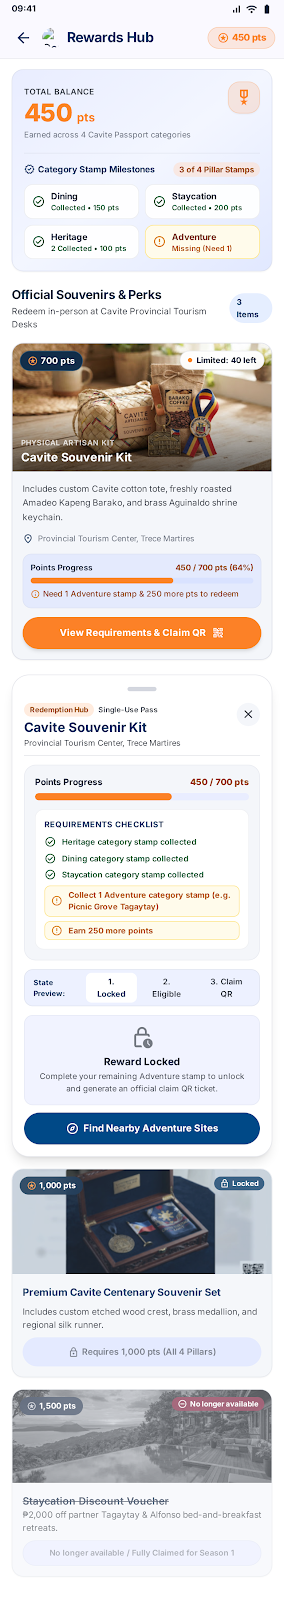 09:41
Rewards Hub
450 pts
TOTAL BALANCE
450 pts
Earned across 4 Cavite Passport categories
Category Stamp Milestones
3 of 4 Pillar Stamps
Dining
Collected • 150 pts
Staycation
Collected • 200 pts
Heritage
2 Collected • 100 pts
Adventure
Missing (Need 1)
Official Souvenirs & Perks
Redeem in-person at Cavite Provincial Tourism
Desks
3
Items
700 pts
Limited: 40 left
BARAKO
COFFEE
PHYSICAL ARTISAN KIT
Cavite Souvenir Kit
Includes custom Cavite cotton tote, freshly roasted
Amadeo Kapeng Barako, and brass Aguinaldo shrine
keychain.
Provincial Tourism Center, Trece Martires
Points Progress
450 / 700 pts (64%)
Need 1 Adventure stamp & 250 more pts to redeem
View Requirements & Claim QR
Redemption Hub
Single-Use Pass
Cavite Souvenir Kit
Provincial Tourism Center, Trece Martires
Points Progress
450 / 700 pts
REQUIREMENTS CHECKLIST
Heritage category stamp collected
Dining category stamp collected
Staycation category stamp collected
Collect 1 Adventure category stamp (e.g.
Picnic Grove Tagaytay)
Earn 250 more points
State
Preview:
1.
Locked
2.
Eligible
3. Claim
QR
Reward Locked
Complete your remaining Adventure stamp to unlock
and generate an official claim QR ticket.
Find Nearby Adventure Sites
1,000 pts
Locked
Premium Cavite Centenary Souvenir Set
Includes custom etched wood crest, brass medallion, and
regional silk runner.
Requires 1,000 pts (All 4 Pillars)
1,500 pts
No longer available
Staycation Discount Voucher
₱2,000 off partner Tagaytay & Alfonso bed-and-breakfast
retreats.
No longer available / Fully Claimed for Season 1